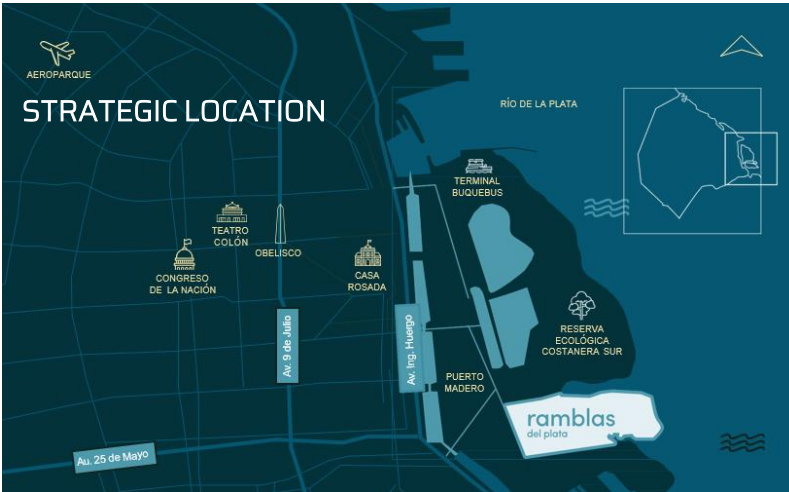 AEROPARQUE
STRATEGIC LOCATION
RÍO DE LA PLATA
TERMINAL
BUQUEBUS
TEATRO
COLÓN
OBELISCO
CONGRESO
DE LA NACIÓN
CASA
ROSADA
Av. 9 de Julio
Av. Ing. Huergo
RESERVA
ECOLÓGICA
COSTANERA SUR
PUERTO
MADERO
ramblas
del plata
Au. 25 de Mayo